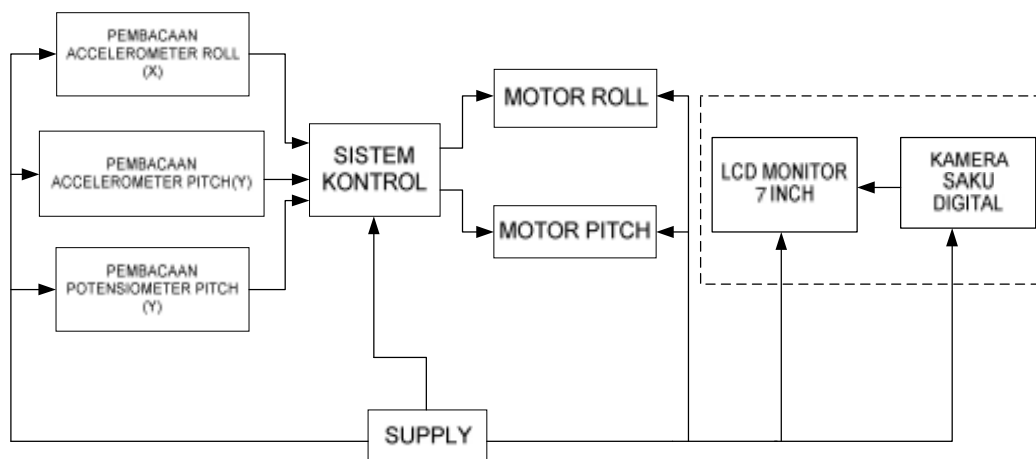 PEMBACAAN
ACCELEROMETER ROLL
(X)
PEMBACAAN
ACCELEROMETER PITCH(Y)
PEMBACAAN
POTENSIOMETER PITCH
(Y)
SISTEM
KONTROL
MOTOR ROLL
MOTOR PITCH
LCD MONITOR
7 INCH
KAMERA
SAKU
DIGITAL
SUPPLY